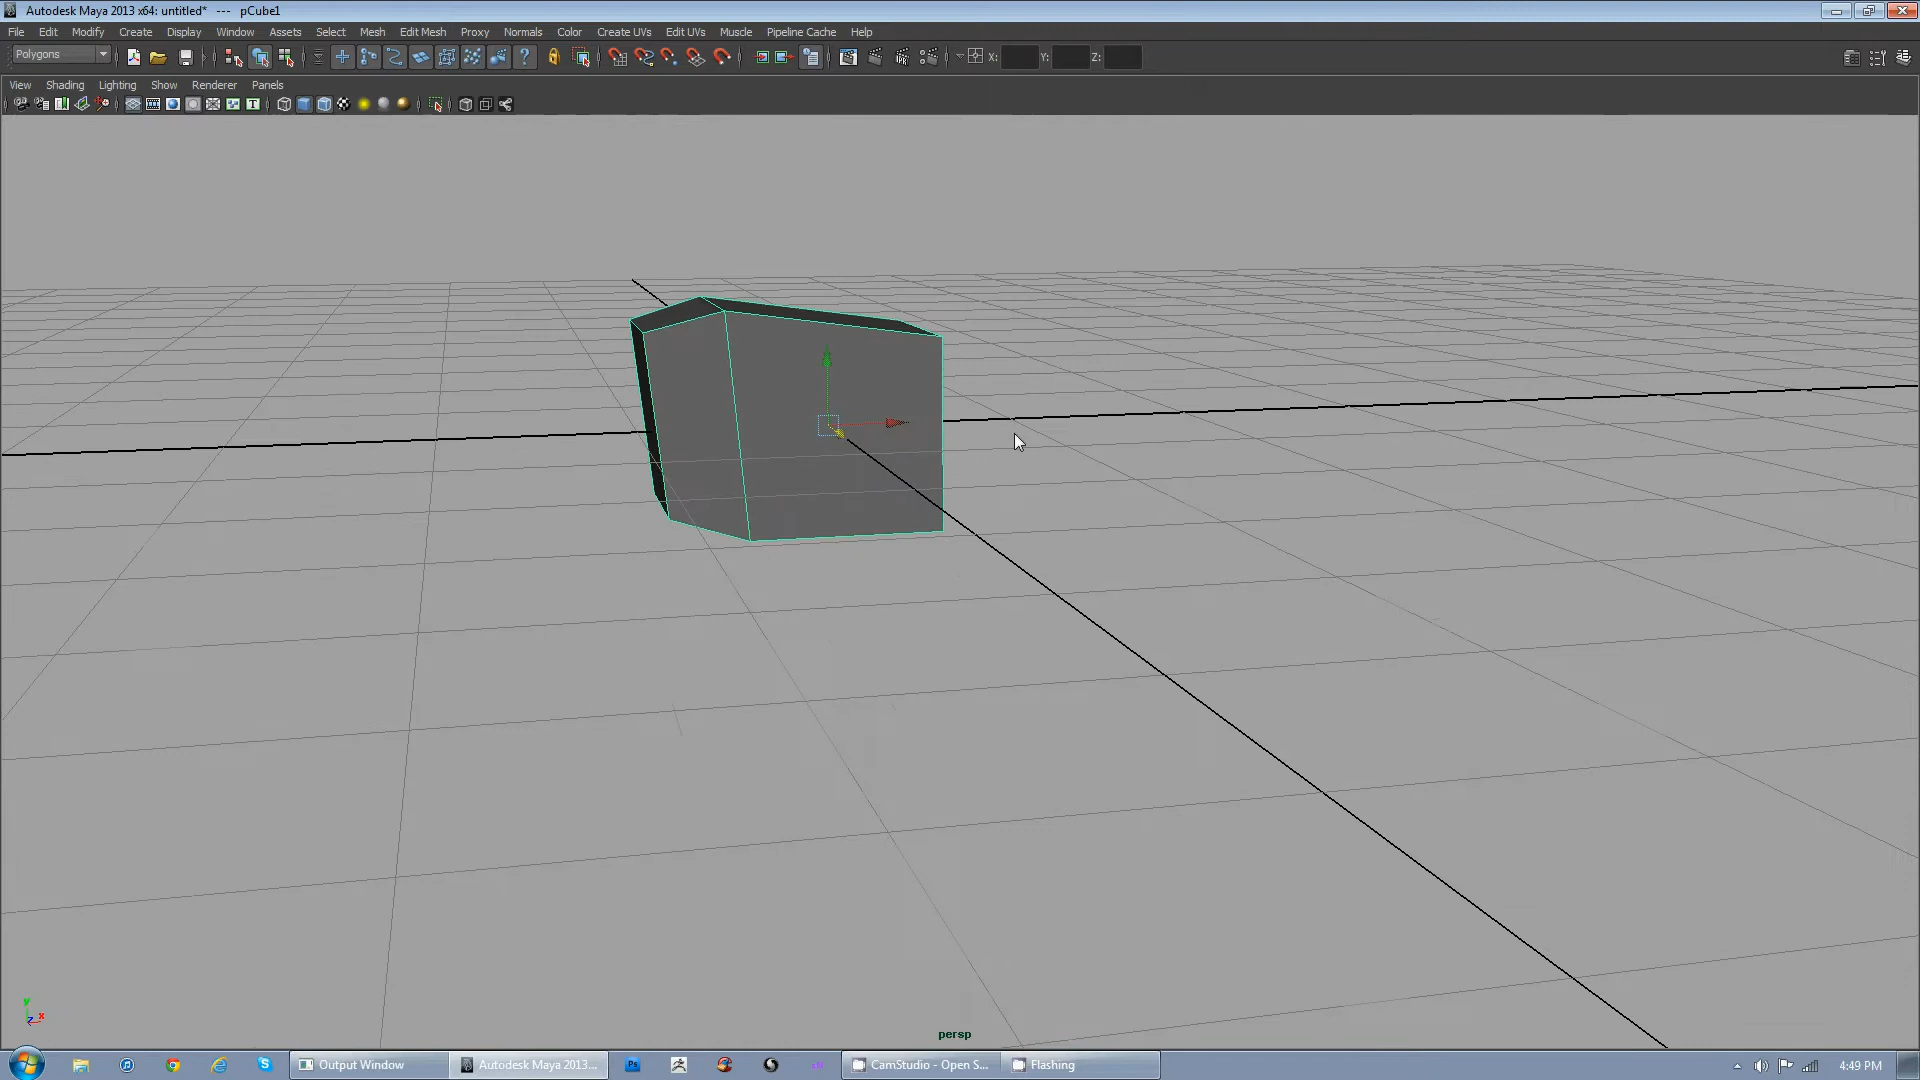 Autodesk Maya 2013 x64: untitled*   ---   pCube1
File Edit Modify Create Display Window Assets Select Mesh Edit Mesh Proxy Normals Color Create UVs Edit UVs Muscle Pipeline Cache Help
Polygons X: Y: Z:
View Shading Lighting Show Renderer Panels
T
y
z x
persp
Output Window Autodesk Maya 2013... Ps CamStudio - Open S... Flashing 4:49 PM